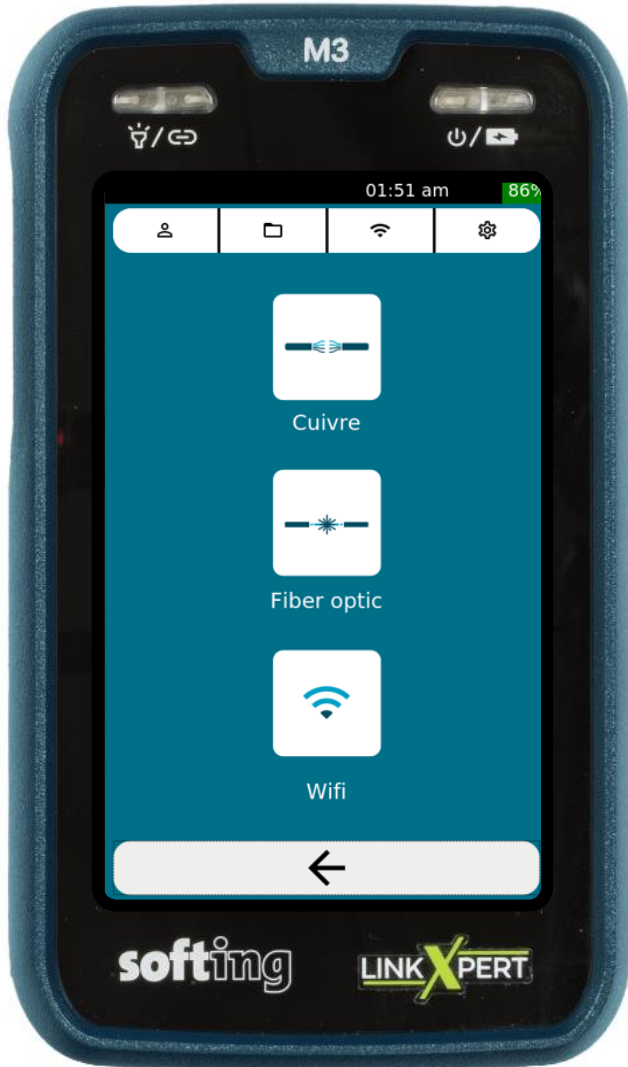 M3
01:51 am 86%
Cuivre
Fiber optic
Wifi
softing LINKXPERT